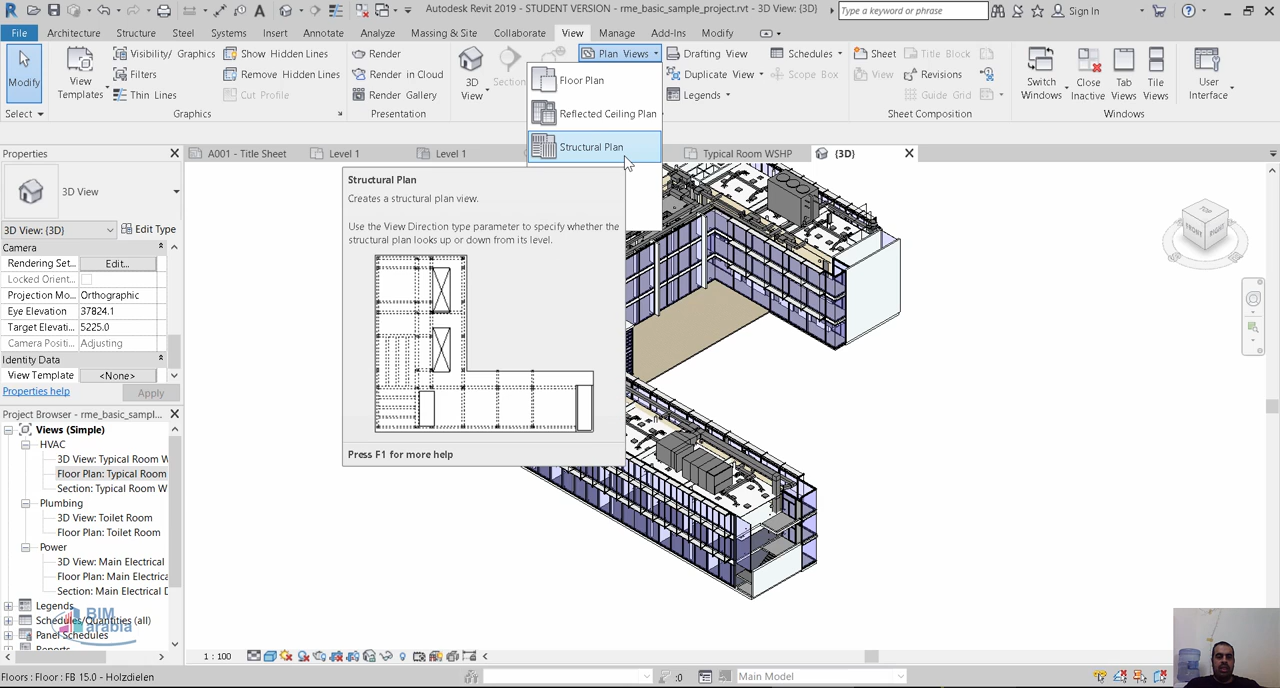 Autodesk Revit 2019 - STUDENT VERSION - rme_basic_sample_project.rvt - 3D View: {3D}
Type a keyword or phrase
Sign In
File Architecture Structure Steel Systems Insert Annotate Analyze Massing & Site Collaborate View Manage Add-Ins Modify
Modify
Select
View Templates
Visibility/ Graphics
Filters
Thin Lines
Show Hidden Lines
Remove Hidden Lines
Cut Profile
Graphics
Render
Render in Cloud
Render Gallery
Presentation
3D View
Section
Plan Views
Floor Plan
Reflected Ceiling Plan
Structural Plan
Drafting View
Duplicate View
Legends
Schedules
Scope Box
Sheet
View
Title Block
Revisions
Guide Grid
Sheet Composition
Switch Windows
Close Inactive
Tab Views
Tile Views
Windows
User Interface
Properties
A001 - Title Sheet
Level 1
Level 1
Typical Room WSHP
{3D}
3D View
3D View: {3D}
Edit Type
Camera
Rendering Set... Edit...
Locked Orient...
Projection Mo... Orthographic
Eye Elevation 37824.1
Target Elevati... 5225.0
Camera Positi... Adjusting
Identity Data
View Template <None>
Properties help
Apply
Structural Plan
Creates a structural plan view.
Use the View Direction type parameter to specify whether the
structural plan looks up or down from its level.
Press F1 for more help
TOP
FRONT
RIGHT
Project Browser - rme_basic_sampl...
Views (Simple)
HVAC
3D View: Typical Room W
Floor Plan: Typical Room
Section: Typical Room W
Plumbing
3D View: Toilet Room
Floor Plan: Toilet Room
Power
3D View: Main Electrical
Floor Plan: Main Electrica
Section: Main Electrical D
Legends
Schedules/Quantities (all)
Panel Schedules
Reports
BIM
arabia
1 : 100
Floors : Floor : FB 15.0 - Holzdielen
:0
Main Model